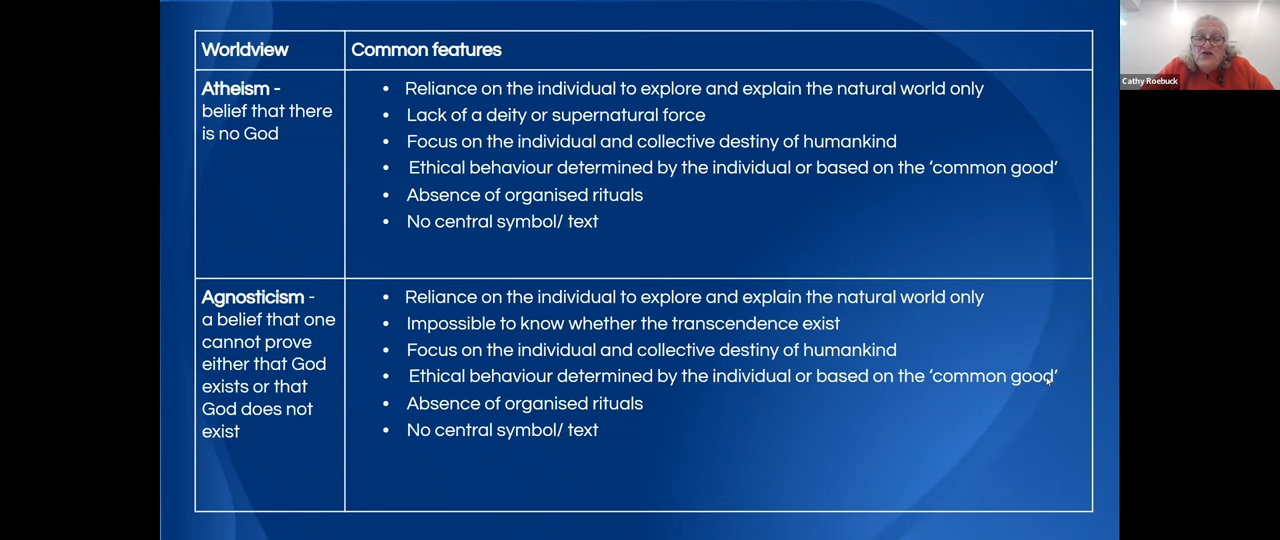 Worldview
Common features
Atheism -
belief that there
is no God
• Reliance on the individual to explore and explain the natural world only
• Lack of a deity or supernatural force
• Focus on the individual and collective destiny of humankind
• Ethical behaviour determined by the individual or based on the ‘common good’
• Absence of organised rituals
• No central symbol/ text
Agnosticism -
a belief that one
cannot prove
either that God
exists or that
God does not
exist
• Reliance on the individual to explore and explain the natural world only
• Impossible to know whether the transcendence exist
• Focus on the individual and collective destiny of humankind
• Ethical behaviour determined by the individual or based on the ‘common good’
• Absence of organised rituals
• No central symbol/ text
Cathy Roebuck